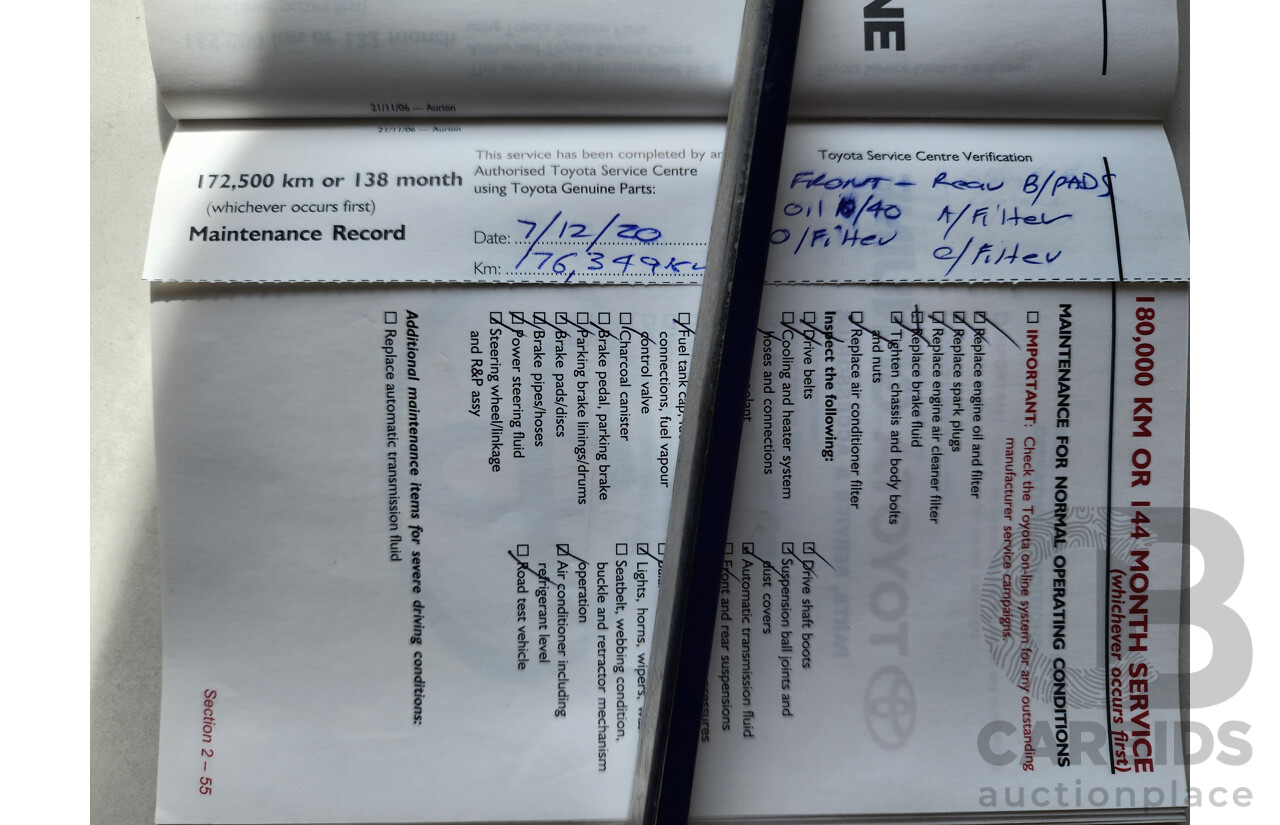 NE
21/11/06 — Aurion
21/11/06 — Aurion
172,500 km or 138 month
(whichever occurs first)
Maintenance Record
This service has been completed by an
Authorised Toyota Service Centre
using Toyota Genuine Parts:
Date: 7/12/20
Km: 176,349km
Toyota Service Centre Verification
FRONT - Rear B/PADS
Oil 10/40 A/Filter
O/Filter C/Filter
180,000 KM OR 144 MONTH SERVICE
(whichever occurs first)
MAINTENANCE FOR NORMAL OPERATING CONDITIONS
IMPORTANT: Check the Toyota on-line system for any outstanding
manufacturer service campaigns.
Replace engine oil and filter
Replace spark plugs
Replace engine air cleaner filter
Replace brake fluid
Tighten chassis and body bolts
and nuts
Replace air conditioner filter
Inspect the following:
Drive belts
Cooling and heater system
hoses and connections
Fuel tank cap,
connections, fuel vapour
control valve
Charcoal canister
Brake pedal, parking brake
Parking brake linings/drums
Brake pads/discs
Brake pipes/hoses
Power steering fluid
Steering wheel/linkage
and R&P assy
Drive shaft boots
Suspension ball joints and
dust covers
Automatic transmission fluid
Front and rear suspensions
Lights, horns, wipers,
Seatbelt, webbing condition,
buckle and retractor mechanism
operation
Air conditioner including
refrigerant level
Road test vehicle
Additional maintenance items for severe driving conditions:
Replace automatic transmission fluid
Section 2 – 55
TOYOTA
CB
CARBIDS
auctionplace